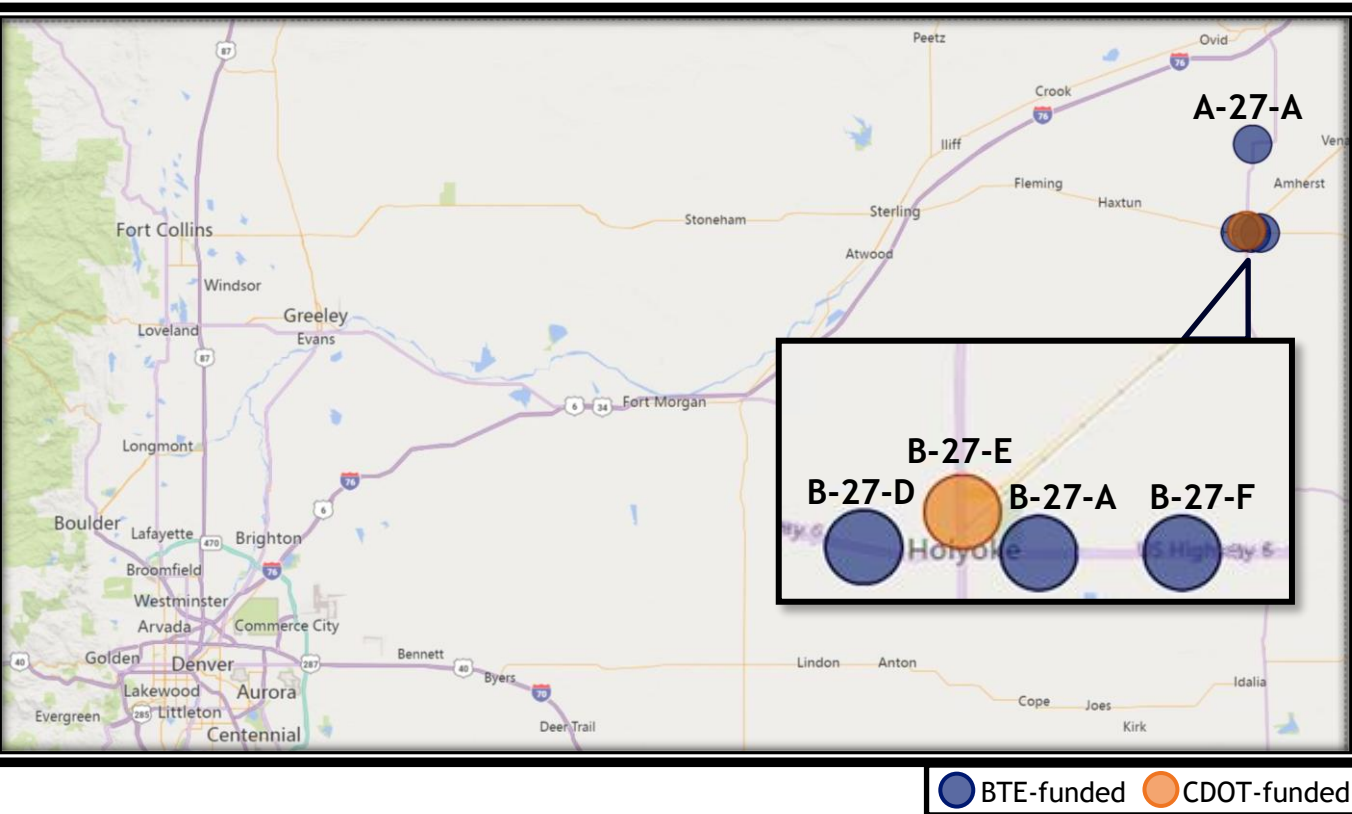 87
Peetz
Ovid
76
Crook
76
A-27-A
Iliff
Amherst
Fleming
Haxtun
Sterling
Stoneham
Fort Collins
Atwood
Windsor
Greeley
Loveland
Evans
87
6
34
Fort Morgan
Longmont
B-27-E
B-27-D
B-27-A
B-27-F
76
6
Holyoke
US Highway 6
Boulder
Lafayette
470
Brighton
Broomfield
76
Westminster
Arvada
Commerce City
40
Golden
Denver
287
Bennett
40
Byers
70
Lindon
Anton
Idalia
Lakewood
Aurora
Cope
Joes
Evergreen
285
Littleton
Deer Trail
Kirk
Centennial
BTE-funded
CDOT-funded